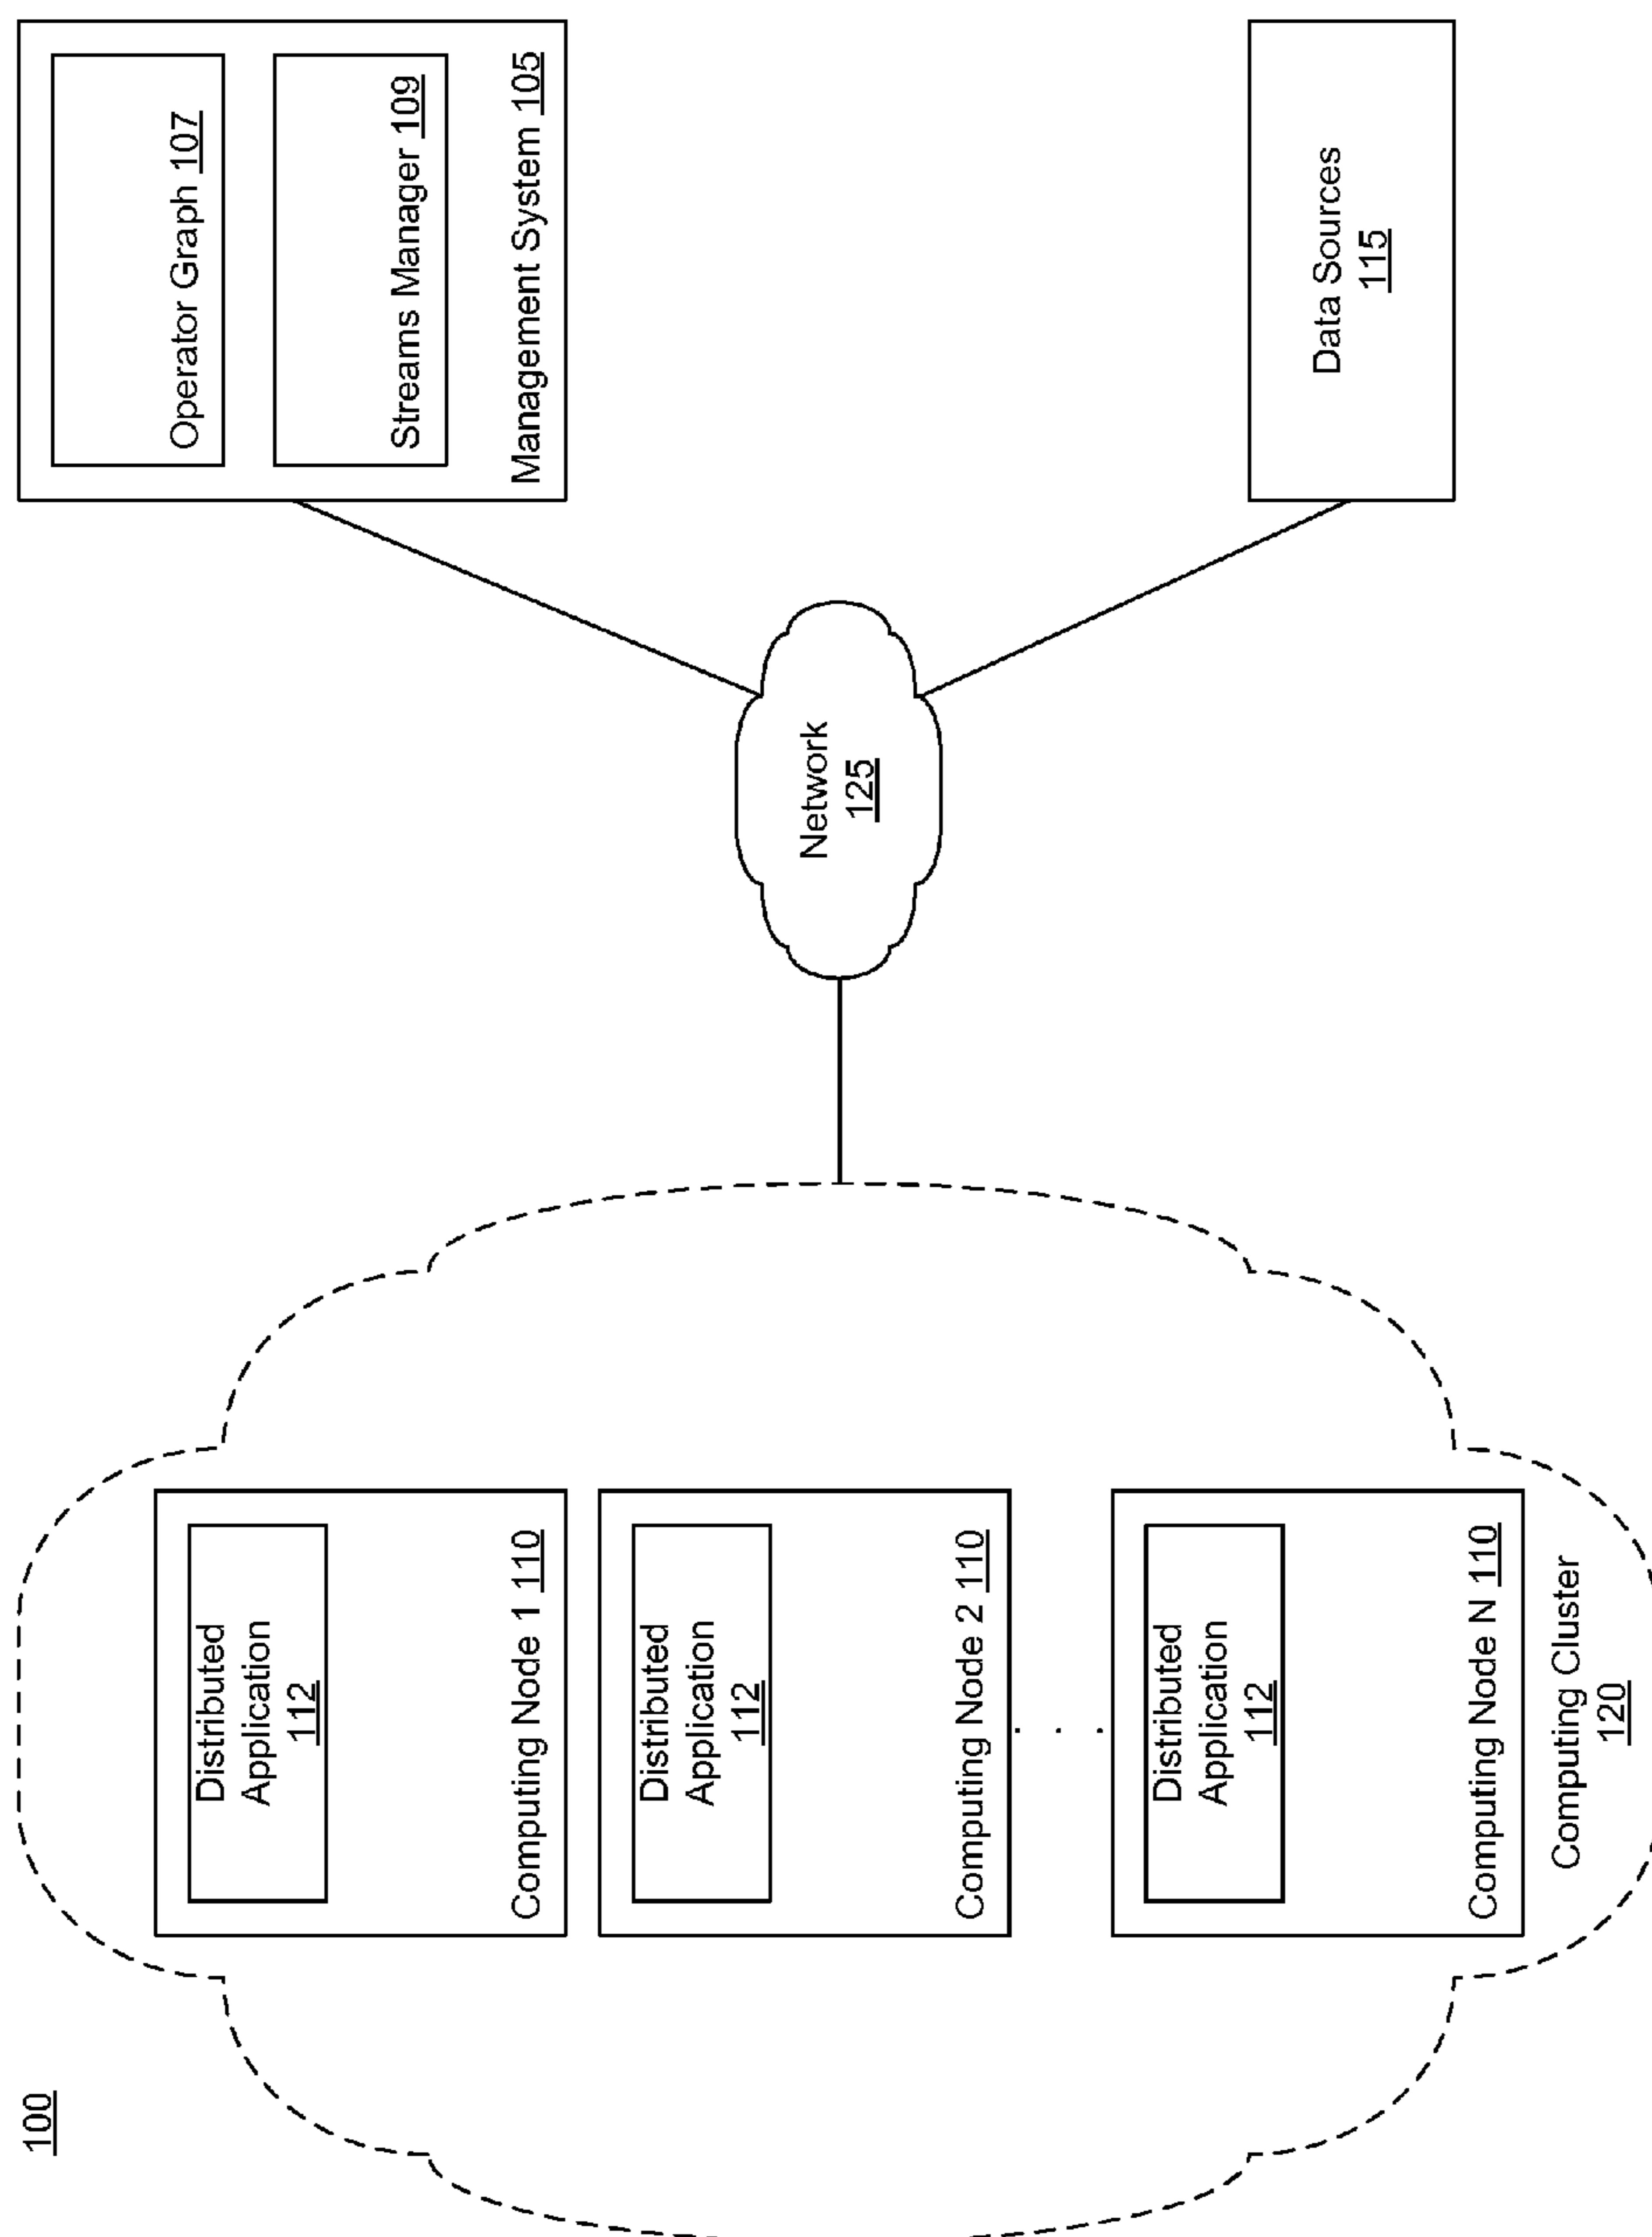 100
Distributed
Application
112
Computing Node 1 110
Distributed
Application
112
Computing Node 2 110
. . .
Distributed
Application
112
Computing Node N 110
Computing Cluster
120
Network
125
Operator Graph 107
Streams Manager 109
Management System 105
Data Sources
115